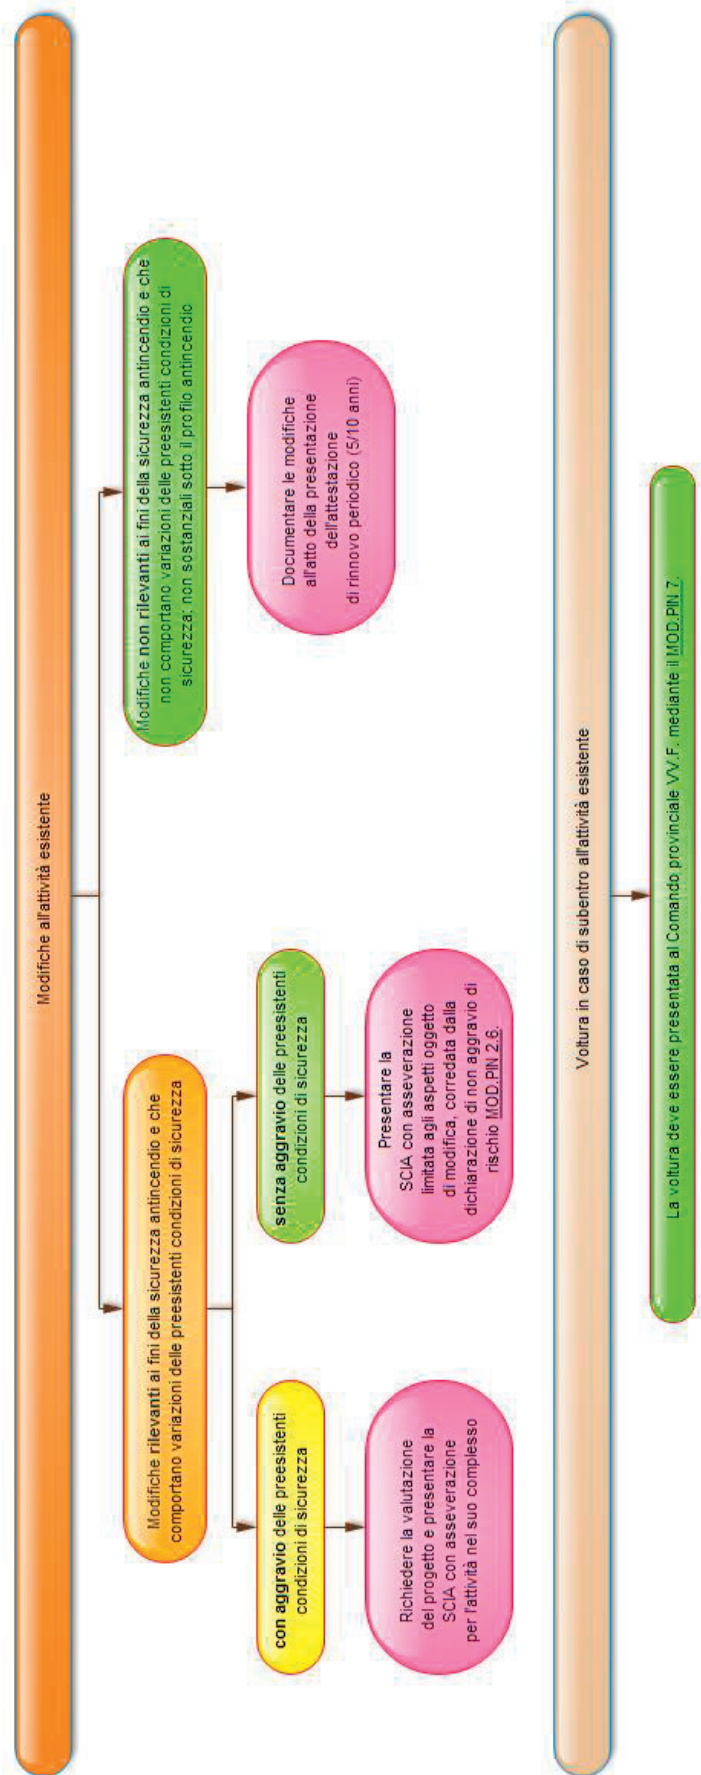 Modifiche all'attività esistente
Modifiche rilevanti ai fini della sicurezza antincendio e che
comportano variazioni delle preesistenti condizioni di sicurezza
Modifiche non rilevanti ai fini della sicurezza antincendio e che
non comportano variazioni delle preesistenti condizioni di
sicurezza; non sostanziali sotto il profilo antincendio
con aggravio delle preesistenti
condizioni di sicurezza
senza aggravio delle preesistenti
condizioni di sicurezza
Documentare le modifiche
all'atto della presentazione
dell'attestazione
di rinnovo periodico (5/10 anni)
Richiedere la valutazione
del progetto e presentare la
SCIA con asseverazione
per l'attività nel suo complesso
Presentare la
SCIA con asseverazione
limitata agli aspetti oggetto
di modifica, corredata dalla
dichiarazione di non aggravio di
rischio MOD.PIN 2.6.
Voltura in caso di subentro all'attività esistente
La voltura deve essere presentata al Comando provinciale VV.F. mediante il MOD.PIN 7.